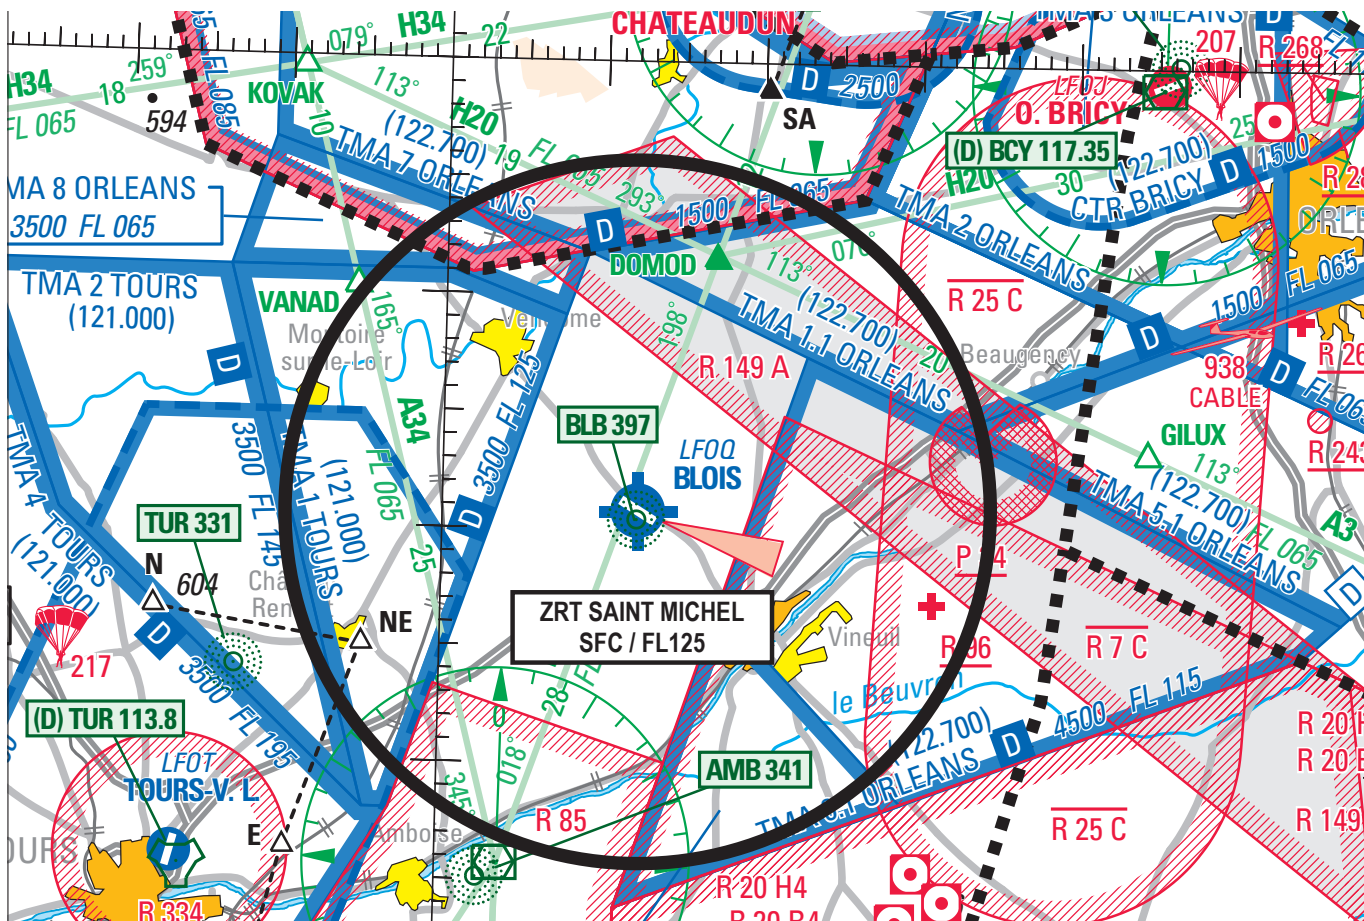 CHATEAUDUN
TMA 3 ORLEANS
D
079°
H34
22
65 FL 085
259°
H34
18
FL 065
594
KOVAK
10
113°
H20
19
FL 065
293°
(122.700)
TMA 7 ORLEANS
D
2500
SA
207
R 268
LFOJ
O. BRICY
(D) BCY 117.35
25
H20
30
(122.700)
CTR BRICY
D
1500
MA 8 ORLEANS
3500 FL 065
D
1500
FL 065
DOMOD
113°
070°
TMA 2 ORLEANS
R 25 C
1500
FL 065
TMA 2 TOURS
(121.000)
VANAD
165°
Montoire
sur-le-Loir
Vendôme
198°
(122.700)
TMA 1.1 ORLEANS
20
R 149 A
Beaugency
D
938
CABLE
D
D
A34
FL 065
25
3500 FL 125
D
BLB 397
LFOQ
BLOIS
GILUX
113°
R 243
TMA 4 TOURS
(121.000)
3500 FL 145
TMA 1 TOURS
(121.000)
TUR 331
N
604
NE
D
217
3500 FL 195
ZRT SAINT MICHEL
SFC / FL125
Vineuil
R 96
R 7 C
TMA 5.1 ORLEANS
(122.700)
FL 065
A3
D
le Beuvron
(122.700)
D
4500 FL 115
(D) TUR 113.8
LFOT
TOURS-V. L.
E
OURS
R 334
0
018°
28
345°
Amboise
AMB 341
R 85
R 25 C
R 20 H4
R 20 B4
R 149